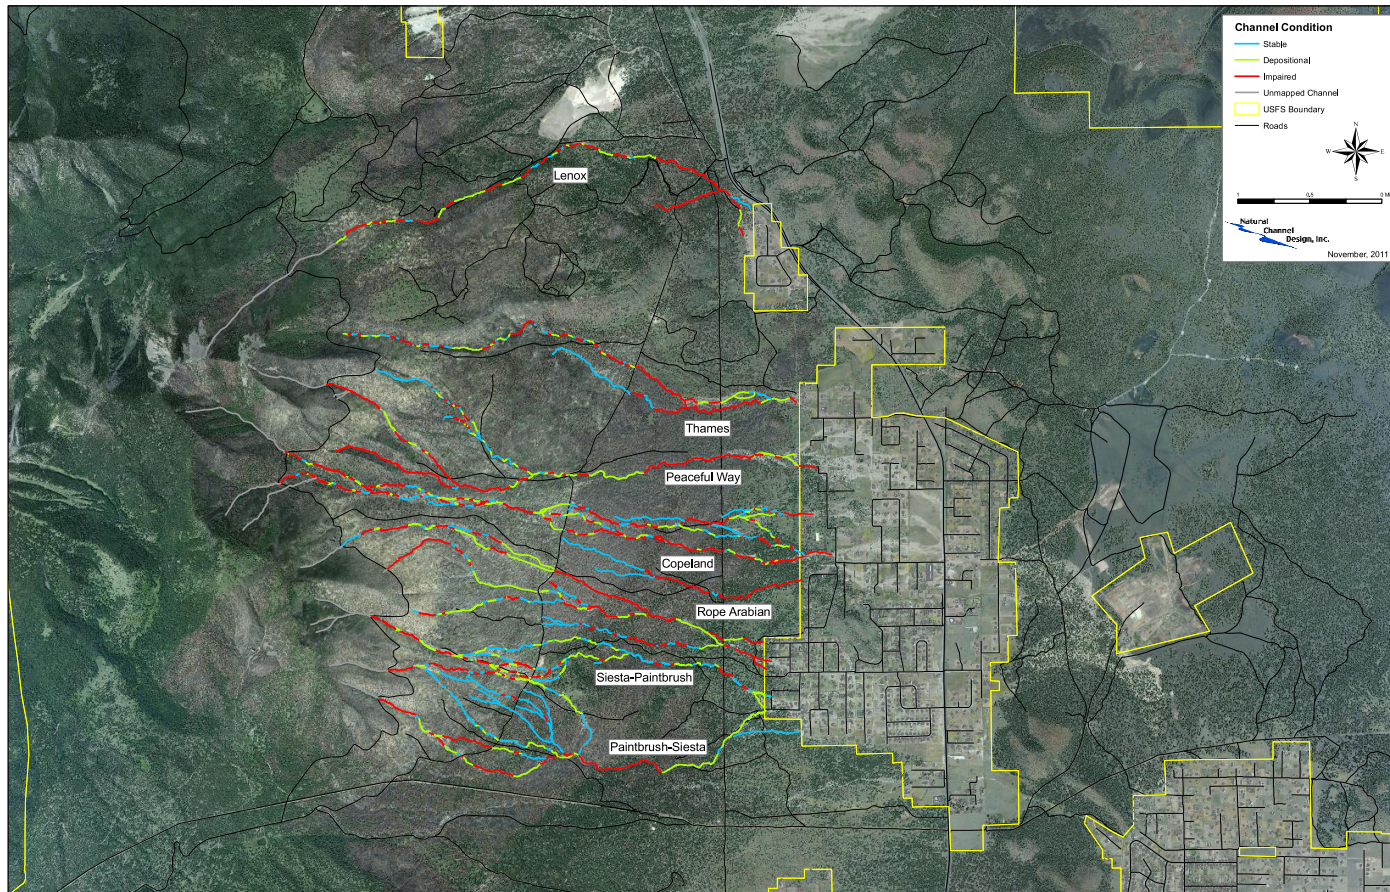 Channel Condition
Stable
Depositional
Impaired
Unmapped Channel
USFS Boundary
Roads
N
W E
S
1 0.5 0 Mi
Natural
Channel
Design, Inc.
November, 2011
Lenox
Thames
Peaceful Way
Copeland
Rope Arabian
Siesta-Paintbrush
Paintbrush-Siesta